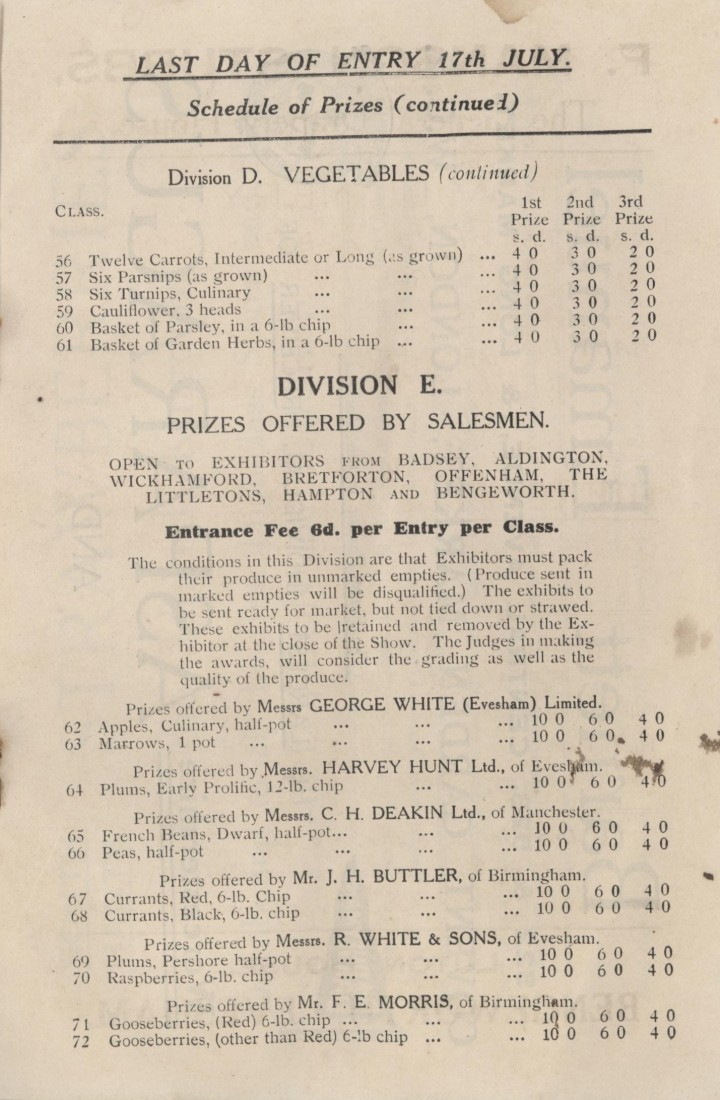 LAST DAY OF ENTRY 17th JULY.
Schedule of Prizes (continued)
Division D. VEGETABLES (continued)
CLASS.
1st 2nd 3rd
Prize Prize Prize
s. d. s. d. s. d.
56 Twelve Carrots, Intermediate or Long (as grown) ... 4 0 3 0 2 0
57 Six Parsnips (as grown) ... ... ... 4 0 3 0 2 0
58 Six Turnips, Culinary ... ... ... 4 0 3 0 2 0
59 Cauliflower, 3 heads ... ... ... 4 0 3 0 2 0
60 Basket of Parsley, in a 6-lb chip ... ... 4 0 3 0 2 0
61 Basket of Garden Herbs, in a 6-lb chip ... ... 4 0 3 0 2 0
DIVISION E.
PRIZES OFFERED BY SALESMEN.
OPEN TO EXHIBITORS FROM BADSEY, ALDINGTON,
WICKHAMFORD, BRETFORTON, OFFENHAM, THE
LITTLETONS, HAMPTON AND BENGEWORTH.
Entrance Fee 6d. per Entry per Class.
The conditions in this Division are that Exhibitors must pack
their produce in unmarked empties. (Produce sent in
marked empties will be disqualified.) The exhibits to
be sent ready for market, but not tied down or strawed.
These exhibits to be retained and removed by the Ex-
hibitor at the close of the Show. The Judges in making
the awards, will consider the grading as well as the
quality of the produce.
Prizes offered by Messrs GEORGE WHITE (Evesham) Limited.
62 Apples, Culinary, half-pot ... ... ... 10 0 6 0 4 0
63 Marrows, 1 pot ... ... ... ... 10 0 6 0 4 0
Prizes offered by Messrs. HARVEY HUNT Ltd., of Evesham.
64 Plums, Early Prolific, 12-lb. chip ... ... 10 0 6 0 4 0
Prizes offered by Messrs. C. H. DEAKIN Ltd., of Manchester.
65 French Beans, Dwarf, half-pot... ... ... 10 0 6 0 4 0
66 Peas, half-pot ... ... ... ... 10 0 6 0 4 0
Prizes offered by Mr. J. H. BUTTLER, of Birmingham.
67 Currants, Red, 6-lb. Chip ... ... ... 10 0 6 0 4 0
68 Currants, Black, 6-lb. chip ... ... ... 10 0 6 0 4 0
Prizes offered by Messrs. R. WHITE & SONS, of Evesham.
69 Plums, Pershore half-pot ... ... ... 10 0 6 0 4 0
70 Raspberries, 6-lb. chip ... ... ... 10 0 6 0 4 0
Prizes offered by Mr. F. E. MORRIS, of Birmingham.
71 Gooseberries, (Red) 6-lb. chip ... ... ... 10 0 6 0 4 0
72 Gooseberries, (other than Red) 6-lb chip ... ... 10 0 6 0 4 0